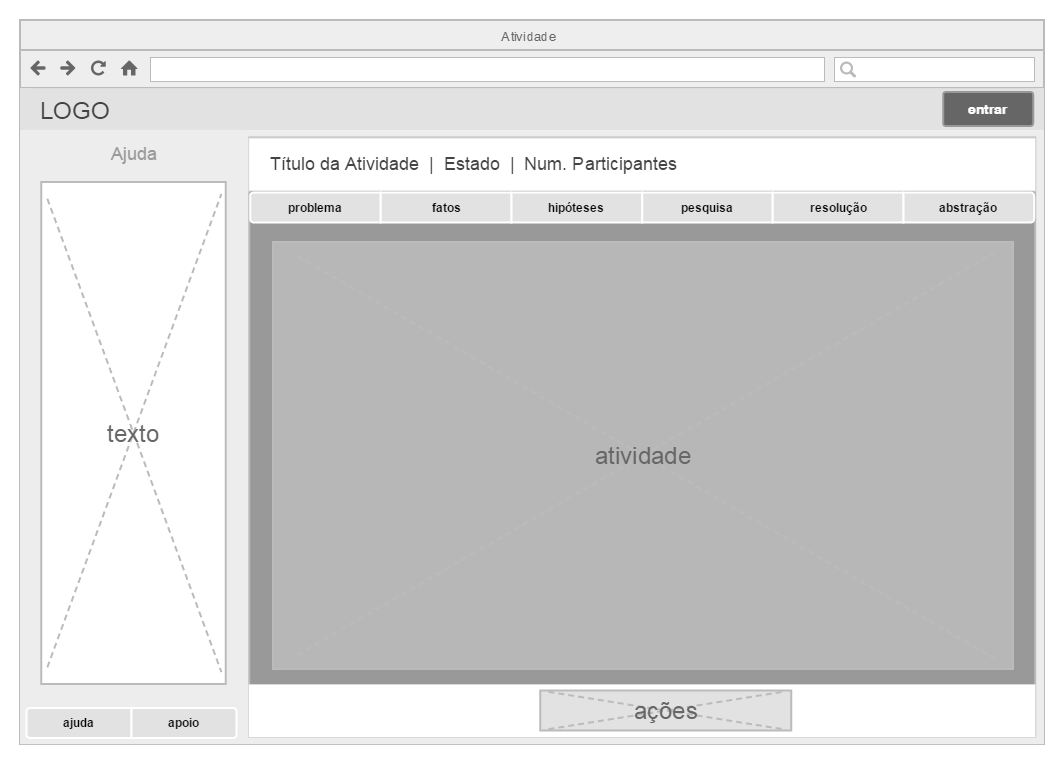 Atividade
LOGO
entrar
Ajuda
texto
ajuda
apoio
Título da Atividade | Estado | Num. Participantes
problema
fatos
hipóteses
pesquisa
resolução
abstração
atividade
ações